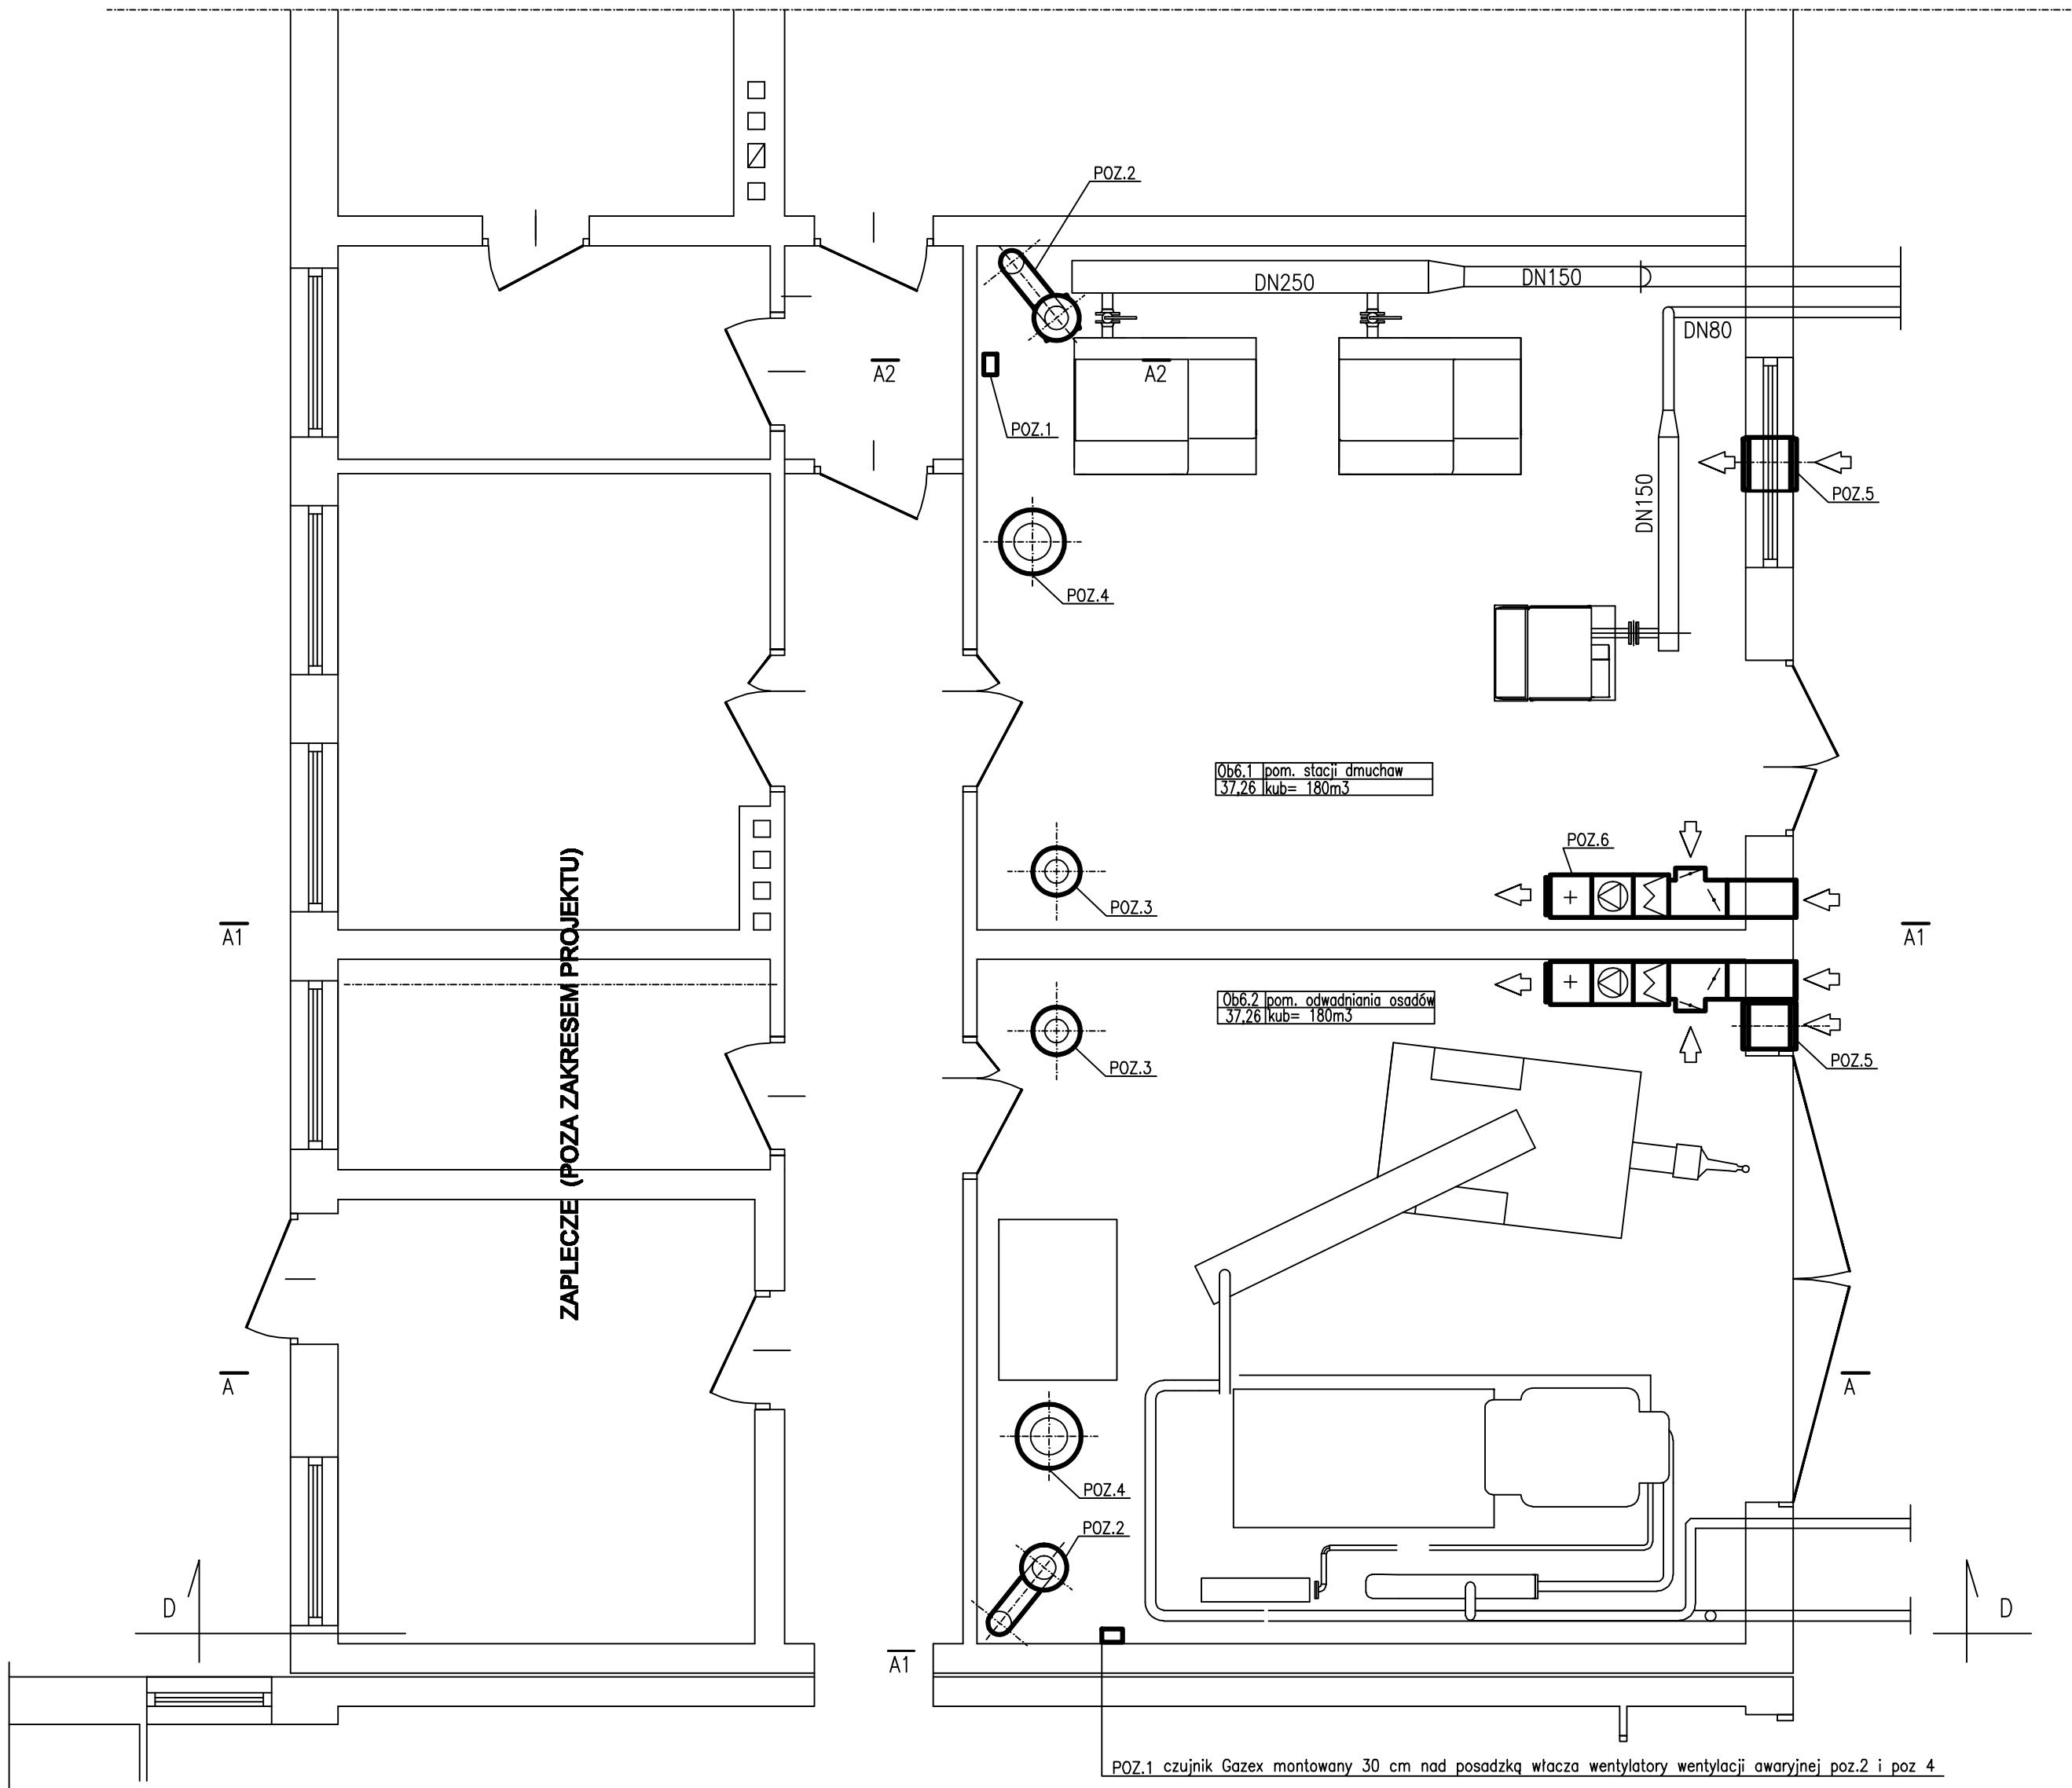 POZ.2
DN250
DN150
DN80
A2
A2
POZ.1
DN150
POZ.5
POZ.4
Ob6.1 pom. stacji dmuchaw
37,26 kub= 180m3
POZ.6
ZAPLECZE (POZA ZAKRESEM PROJEKTU)
POZ.3
A1
A1
Ob6.2 pom. odwadniania osadów
37,26 kub= 180m3
POZ.3
POZ.5
A
A
POZ.4
POZ.2
D
D
A1
POZ.1 czujnik Gazex montowany 30 cm nad posadzką włacza wentylatory wentylacji awaryjnej poz.2 i poz 4